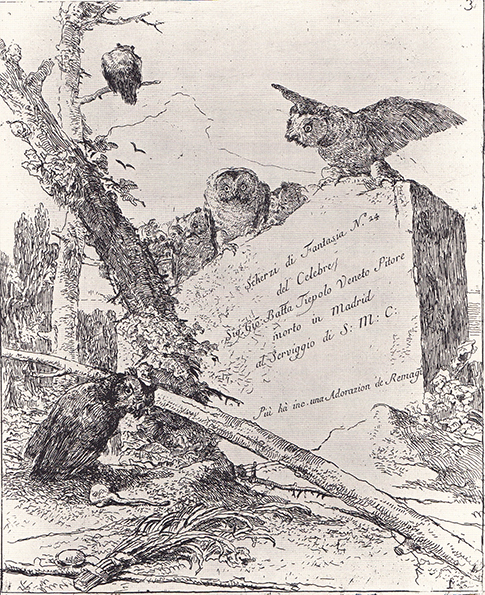 3.
Scherzi di Fantasia N.º 24
del Celebre
Sig. Gio. Batta Tiepolo Veneto Pitore
morto in Madrid
al Serviggio di S: M: C:
Più hà inc. una Adorazion de Remagi